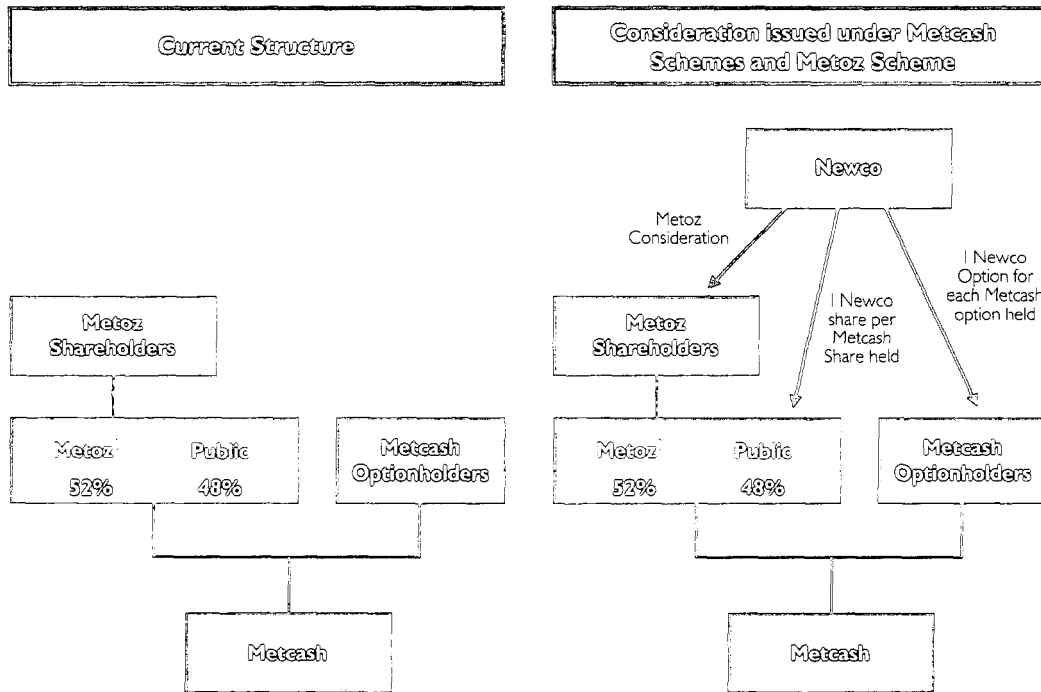 Current Structure
Metoz
Shareholders
Metoz
Public
52%
48%
Metcash
Optionholders
Metcash
Consideration issued under Metcash
Schemes and Metoz Scheme
Newco
Metoz
Consideration
1 Newco
share per
Metcash
Share held
1 Newco
Option for
each Metcash
option held
Metoz
Shareholders
Metoz
Public
52%
48%
Metcash
Optionholders
Metcash